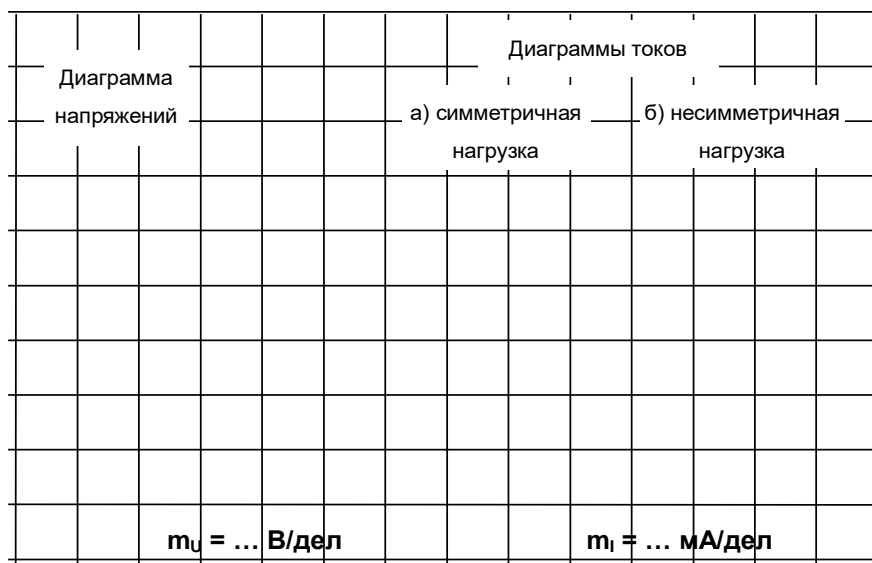 Диаграмма
напряжений
Диаграммы токов
а) симметричная
нагрузка
б) несимметричная
нагрузка
mU = … В/дел
mI = … мА/дел